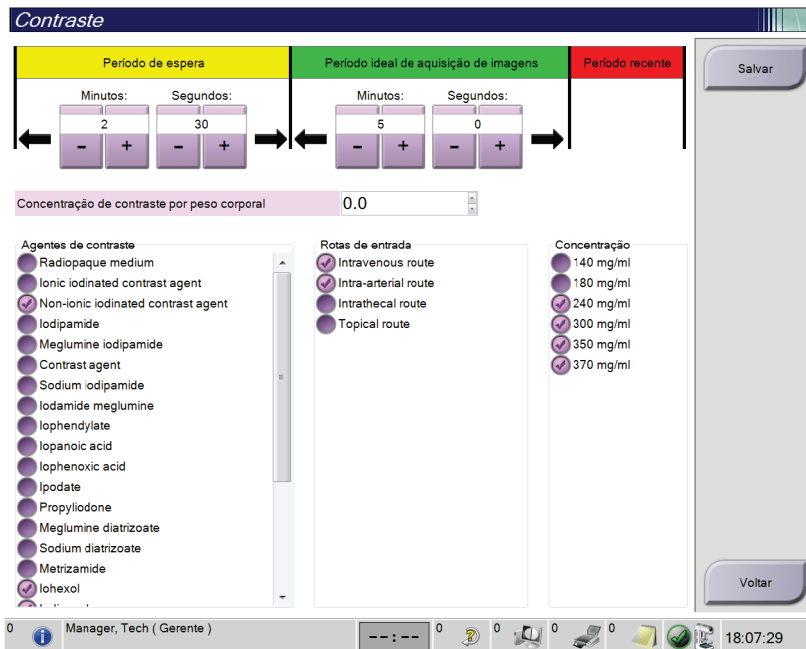 Contraste
Período de espera
Período ideal de aquisição de imagens
Período recente
Salvar
Minutos:
Segundos:
Minutos:
Segundos:
2
30
5
0
- + - + - + - +
Concentração de contraste por peso corporal
0.0
Agentes de contraste
Radiopaque medium
Ionic iodinated contrast agent
Non-ionic iodinated contrast agent
Iodipamide
Meglumine iodipamide
Contrast agent
Sodium iodipamide
Iodamide meglumine
Iophendylate
Iopanoic acid
Iophenoxic acid
Ipodate
Propyliodone
Meglumine diatrizoate
Sodium diatrizoate
Metrizamide
Iohexol
Rotas de entrada
Intravenous route
Intra-arterial route
Intrathecal route
Topical route
Concentração
140 mg/ml
180 mg/ml
240 mg/ml
300 mg/ml
350 mg/ml
370 mg/ml
Voltar
0
Manager, Tech ( Gerente )
--:--
0
0
0
0
18:07:29